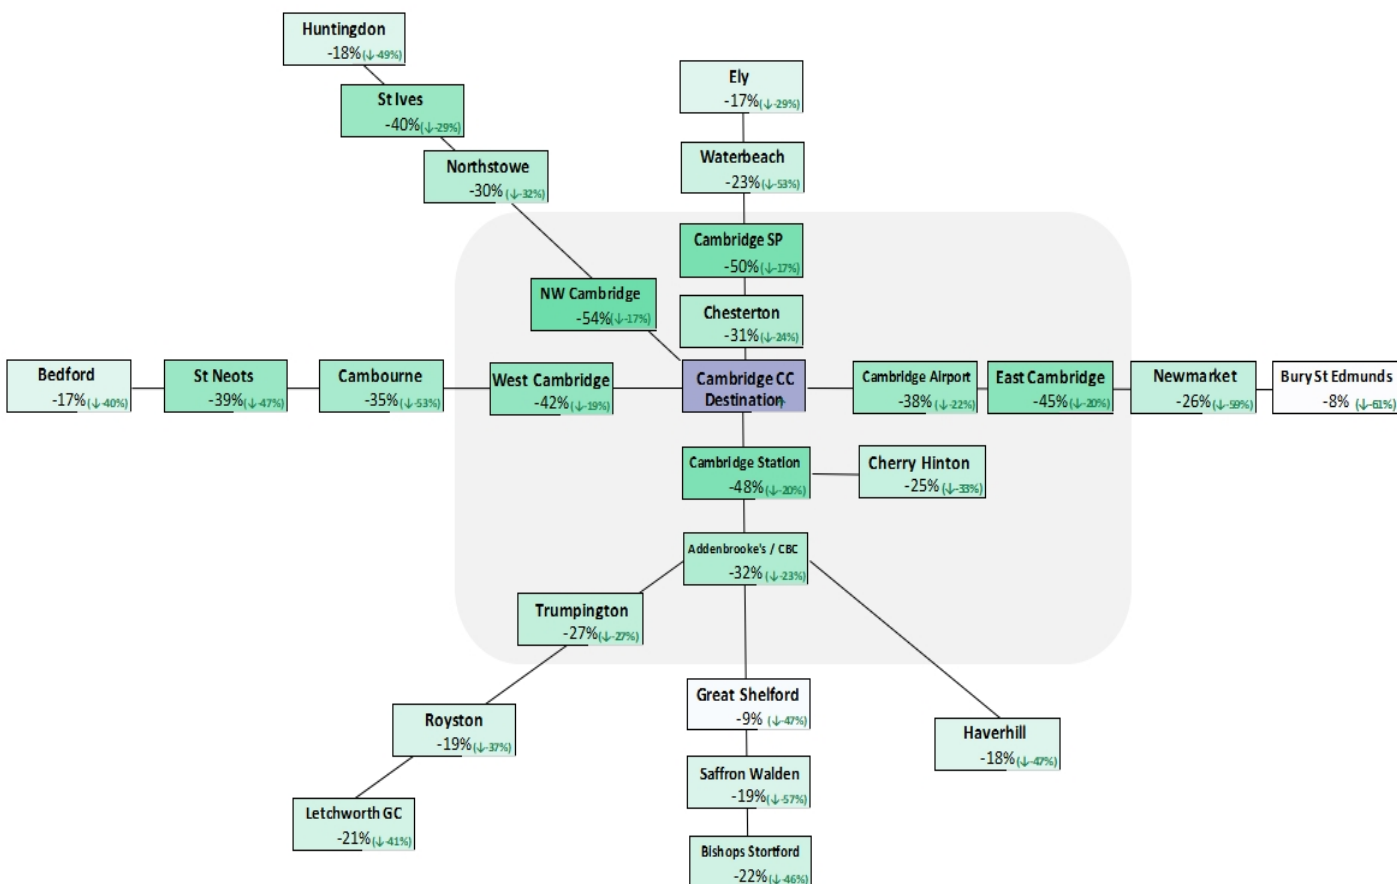 Huntingdon
-18% (↓-49%)
St Ives
-40%(↓-29%)
Northstowe
-30% (↓-32%)
Ely
-17%(↓-29%)
Waterbeach
-23% (↓-53%)
Cambridge SP
-50% (↓-17%)
NW Cambridge
-54%(↓-17%)
Chesterton
-31% (↓-24%)
Bedford
-17% (↓-40%)
St Neots
-39% (↓-47%)
Cambourne
-35% (↓-53%)
West Cambridge
-42% (↓-19%)
Cambridge CC
Destination
Cambridge Airport
-38% (↓-22%)
East Cambridge
-45% (↓-20%)
Newmarket
-26% (↓-59%)
Bury St Edmunds
-8% (↓-61%)
Cambridge Station
-48%(↓-20%)
Cherry Hinton
-25%(↓-33%)
Addenbrooke's / CBC
-32% (↓-23%)
Trumpington
-27%(↓-27%)
Great Shelford
-9% (↓-47%)
Royston
-19%(↓-37%)
Haverhill
-18% (↓-47%)
Saffron Walden
-19%(↓-57%)
Letchworth GC
-21%(↓-41%)
Bishops Stortford
-22%(↓-46%)